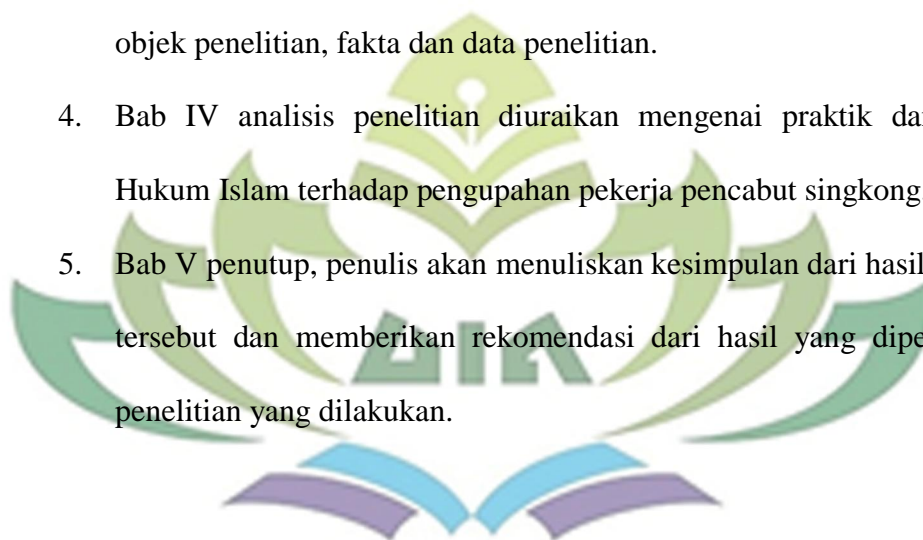 objek penelitian, fakta dan data penelitian.
4. Bab IV analisis penelitian diuraikan mengenai praktik da
Hukum Islam terhadap pengupahan pekerja pencabut singkong
5. Bab V penutup, penulis akan menuliskan kesimpulan dari hasil
tersebut dan memberikan rekomendasi dari hasil yang dipe
penelitian yang dilakukan.